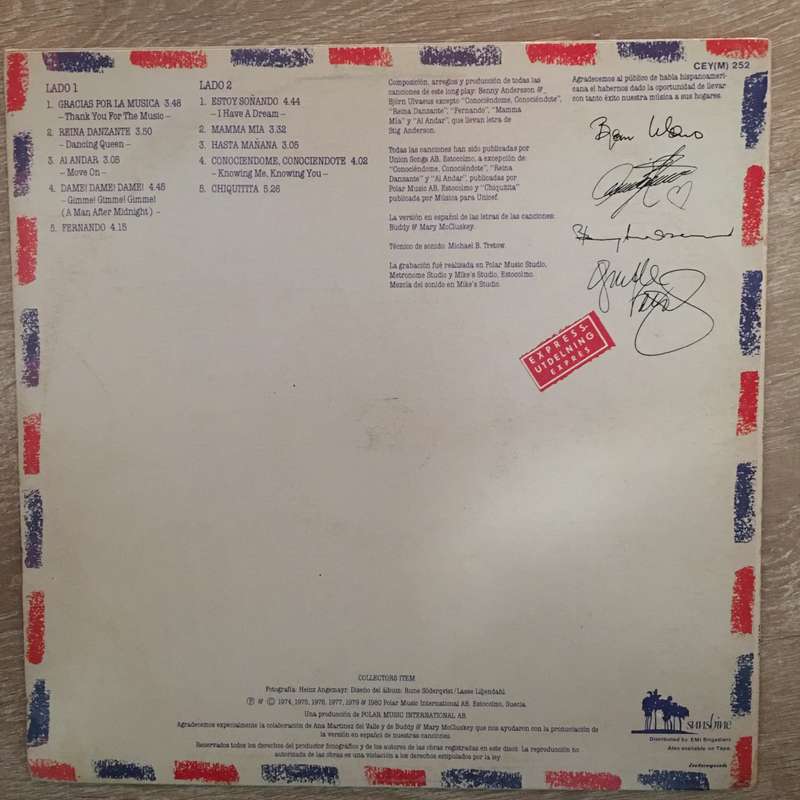 CEY(M) 252
LADO 1
1. GRACIAS POR LA MUSICA 3.48
– Thank You For The Music –
2. REINA DANZANTE 3.50
– Dancing Queen –
3. Al ANDAR 3.05
– Move On –
4. DAME! DAME! DAME! 4.45
– Gimme! Gimme! Gimme!
(A Man After Midnight) –
5. FERNANDO 4.15
LADO 2
1. ESTOY SOÑANDO 4.44
– I Have A Dream –
2. MAMMA MIA 3.32
3. HASTA MAÑANA 3.05
4. CONOCIENDOME, CONOCIENDOTE 4.02
– Knowing Me, Knowing You –
5. CHIQUITITA 5.26
Composición, arreglos y producción de todas las
canciones de este long play: Benny Andersson &
Björn Ulvaeus excepto "Conociéndome, Conociéndote",
"Reina Danzante", "Fernando", "Mamma
Mia" y "Al Andar", que llevan letra de
Stig Anderson.
Todas las canciones han sido publicadas por
Union Songs AB, Estocolmo, a excepción de:
"Conociéndome, Conociéndote", "Reina
Danzante" y "Al Andar", publicadas por
Polar Music AB, Estocolmo y "Chiquitita"
publicada por Música para Unicef.
La versión en español de las letras de las canciones:
Buddy & Mary McCluskey.
Técnico de sonido: Michael B. Tretow.
La grabación fué realizada en Polar Music Studio,
Metronome Studio y Mike's Studio, Estocolmo.
Mezcla del sonido en Mike's Studio.
Agradecemos al público de habla hispanoameri-
cana el habernos dado la oportunidad de llevar
con tanto éxito nuestra música a sus hogares.
EXPRESS-
UTDELNING
EXPRES
COLLECTORS ITEM
Fotografía: Heinz Angemayr. Diseño del álbum: Rune Söderqvist/Lasse Liljendahl.
Ⓟ & © 1974, 1975, 1976, 1977, 1979 & 1980 Polar Music International AB. Estocolmo, Suecia.
Una producción de POLAR MUSIC INTERNATIONAL AB.
Agradecemos especialmente la colaboración de Ana Martinez del Valle y de Buddy & Mary McCluskey que nos ayudaron con la pronunciación de
la versión en español de nuestras canciones.
Reservados todos los derechos del productor fonográfico y de los autores de las obras registradas en este disco. La reproducción no
autorizada de las obras es una violación a los derechos estipulados por la ley.
sunshine
Distributed by EMI Brigadiers
Also available on Tape.